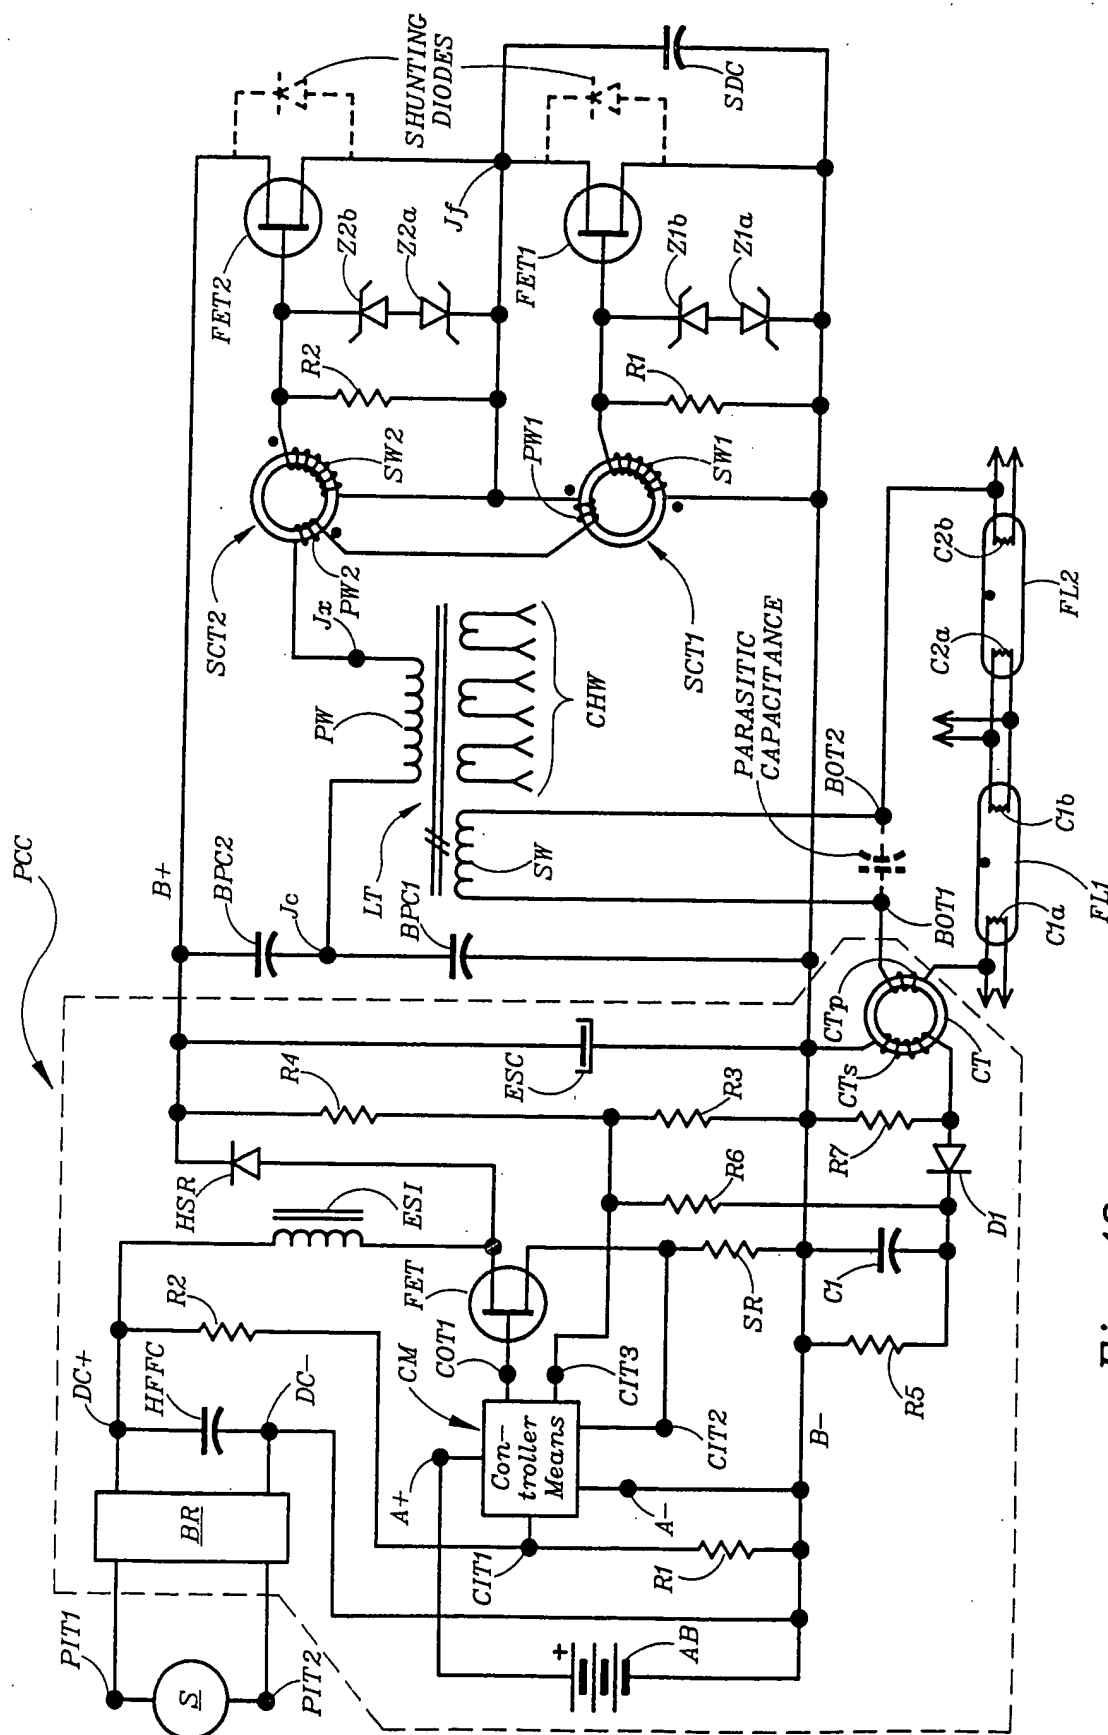 PCC
B+
BPC2
Jc
BPC1
LT
PW
Jx
PW2
SCT2
SW2
R2
FET2
Z2b
Z2a
SHUNTING
DIODES
Jf
SDC
FET1
Z1b
Z1a
R1
PW1
SW1
SCT1
CHW
SW
PARASITIC
CAPACITANCE
BOT2
BOT1
C2b
FL2
C2a
C1b
FL1
C1a
CTp
CT
CTs
ESC
R4
R3
R7
HSR
ESI
R6
D1
FET
SR
C1
R5
R2
COT1
CM
CIT3
CIT2
B-
DC+
HFFC
DC-
A+
Con-
troller
Means
A-
CIT1
R1
BR
PIT1
S
PIT2
+
AB